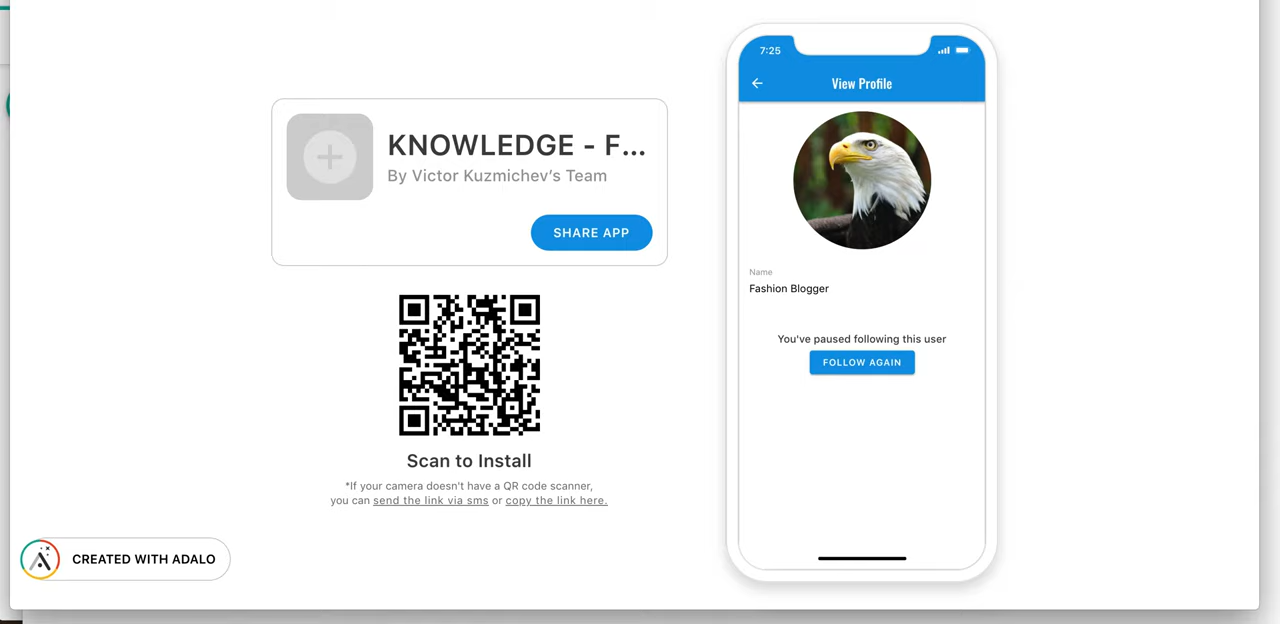 KNOWLEDGE - F...
By Victor Kuzmichev's Team
SHARE APP
Scan to Install
*If your camera doesn't have a QR code scanner,
you can send the link via sms or copy the link here.
CREATED WITH ADALO
7:25
View Profile
Name
Fashion Blogger
You've paused following this user
FOLLOW AGAIN